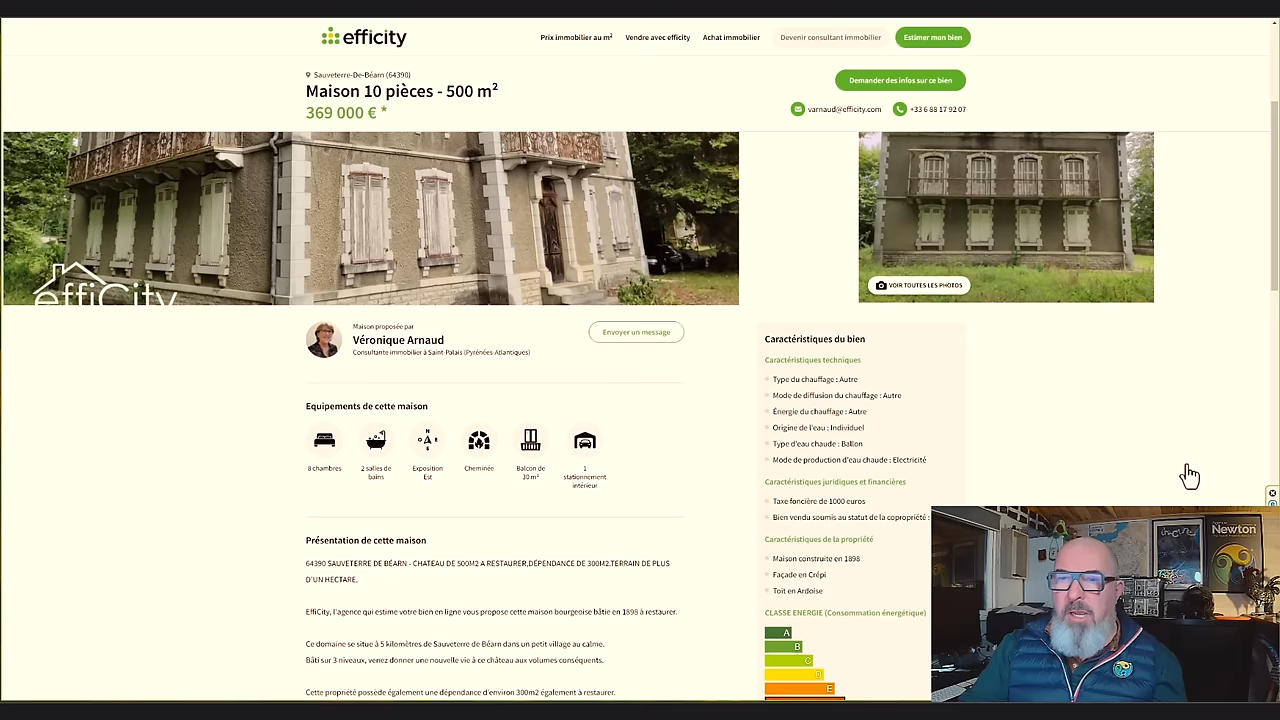 efficity
Prix immobilier au m²
Vendre avec efficity
Achat immobilier
Devenir consultant immobilier
Estimer mon bien
Sauveterre-De-Béarn (64390)
Maison 10 pièces - 500 m²
369 000 € *
Demander des infos sur ce bien
varnaud@efficity.com
+33 6 88 17 92 07
effiCity
VOIR TOUTES LES PHOTOS
Maison proposée par
Véronique Arnaud
Consultante immobilier à Saint-Palais (Pyrénées-Atlantiques)
Envoyer un message
Equipements de cette maison
N
O A E
S
8 chambres
2 salles de
bains
Exposition
Est
Cheminée
Balcon de
30 m²
1
stationnement
intérieur
Présentation de cette maison
64390 SAUVETERRE DE BÉARN - CHATEAU DE 500M2 A RESTAURER,DÉPENDANCE DE 300M2.TERRAIN DE PLUS
D'UN HECTARE.
EffiCity, l'agence qui estime votre bien en ligne vous propose cette maison bourgeoise bâtie en 1898 à restaurer.
Ce domaine se situe à 5 kilomètres de Sauveterre de Béarn dans un petit village au calme.
Bâti sur 3 niveaux, venez donner une nouvelle vie à ce château aux volumes conséquents.
Cette propriété possède également une dépendance d'environ 300m2 également à restaurer.
Caractéristiques du bien
Caractéristiques techniques
Type du chauffage : Autre
Mode de diffusion du chauffage : Autre
Énergie du chauffage : Autre
Origine de l'eau : Individuel
Type d'eau chaude : Ballon
Mode de production d'eau chaude : Electricité
Caractéristiques juridiques et financières
Taxe foncière de 1000 euros
Bien vendu soumis au statut de la copropriété :
Caractéristiques de la propriété
Maison construite en 1898
Façade en Crépi
Toit en Ardoise
CLASSE ENERGIE (Consommation énergétique)
A
B
C
D
E
Newton